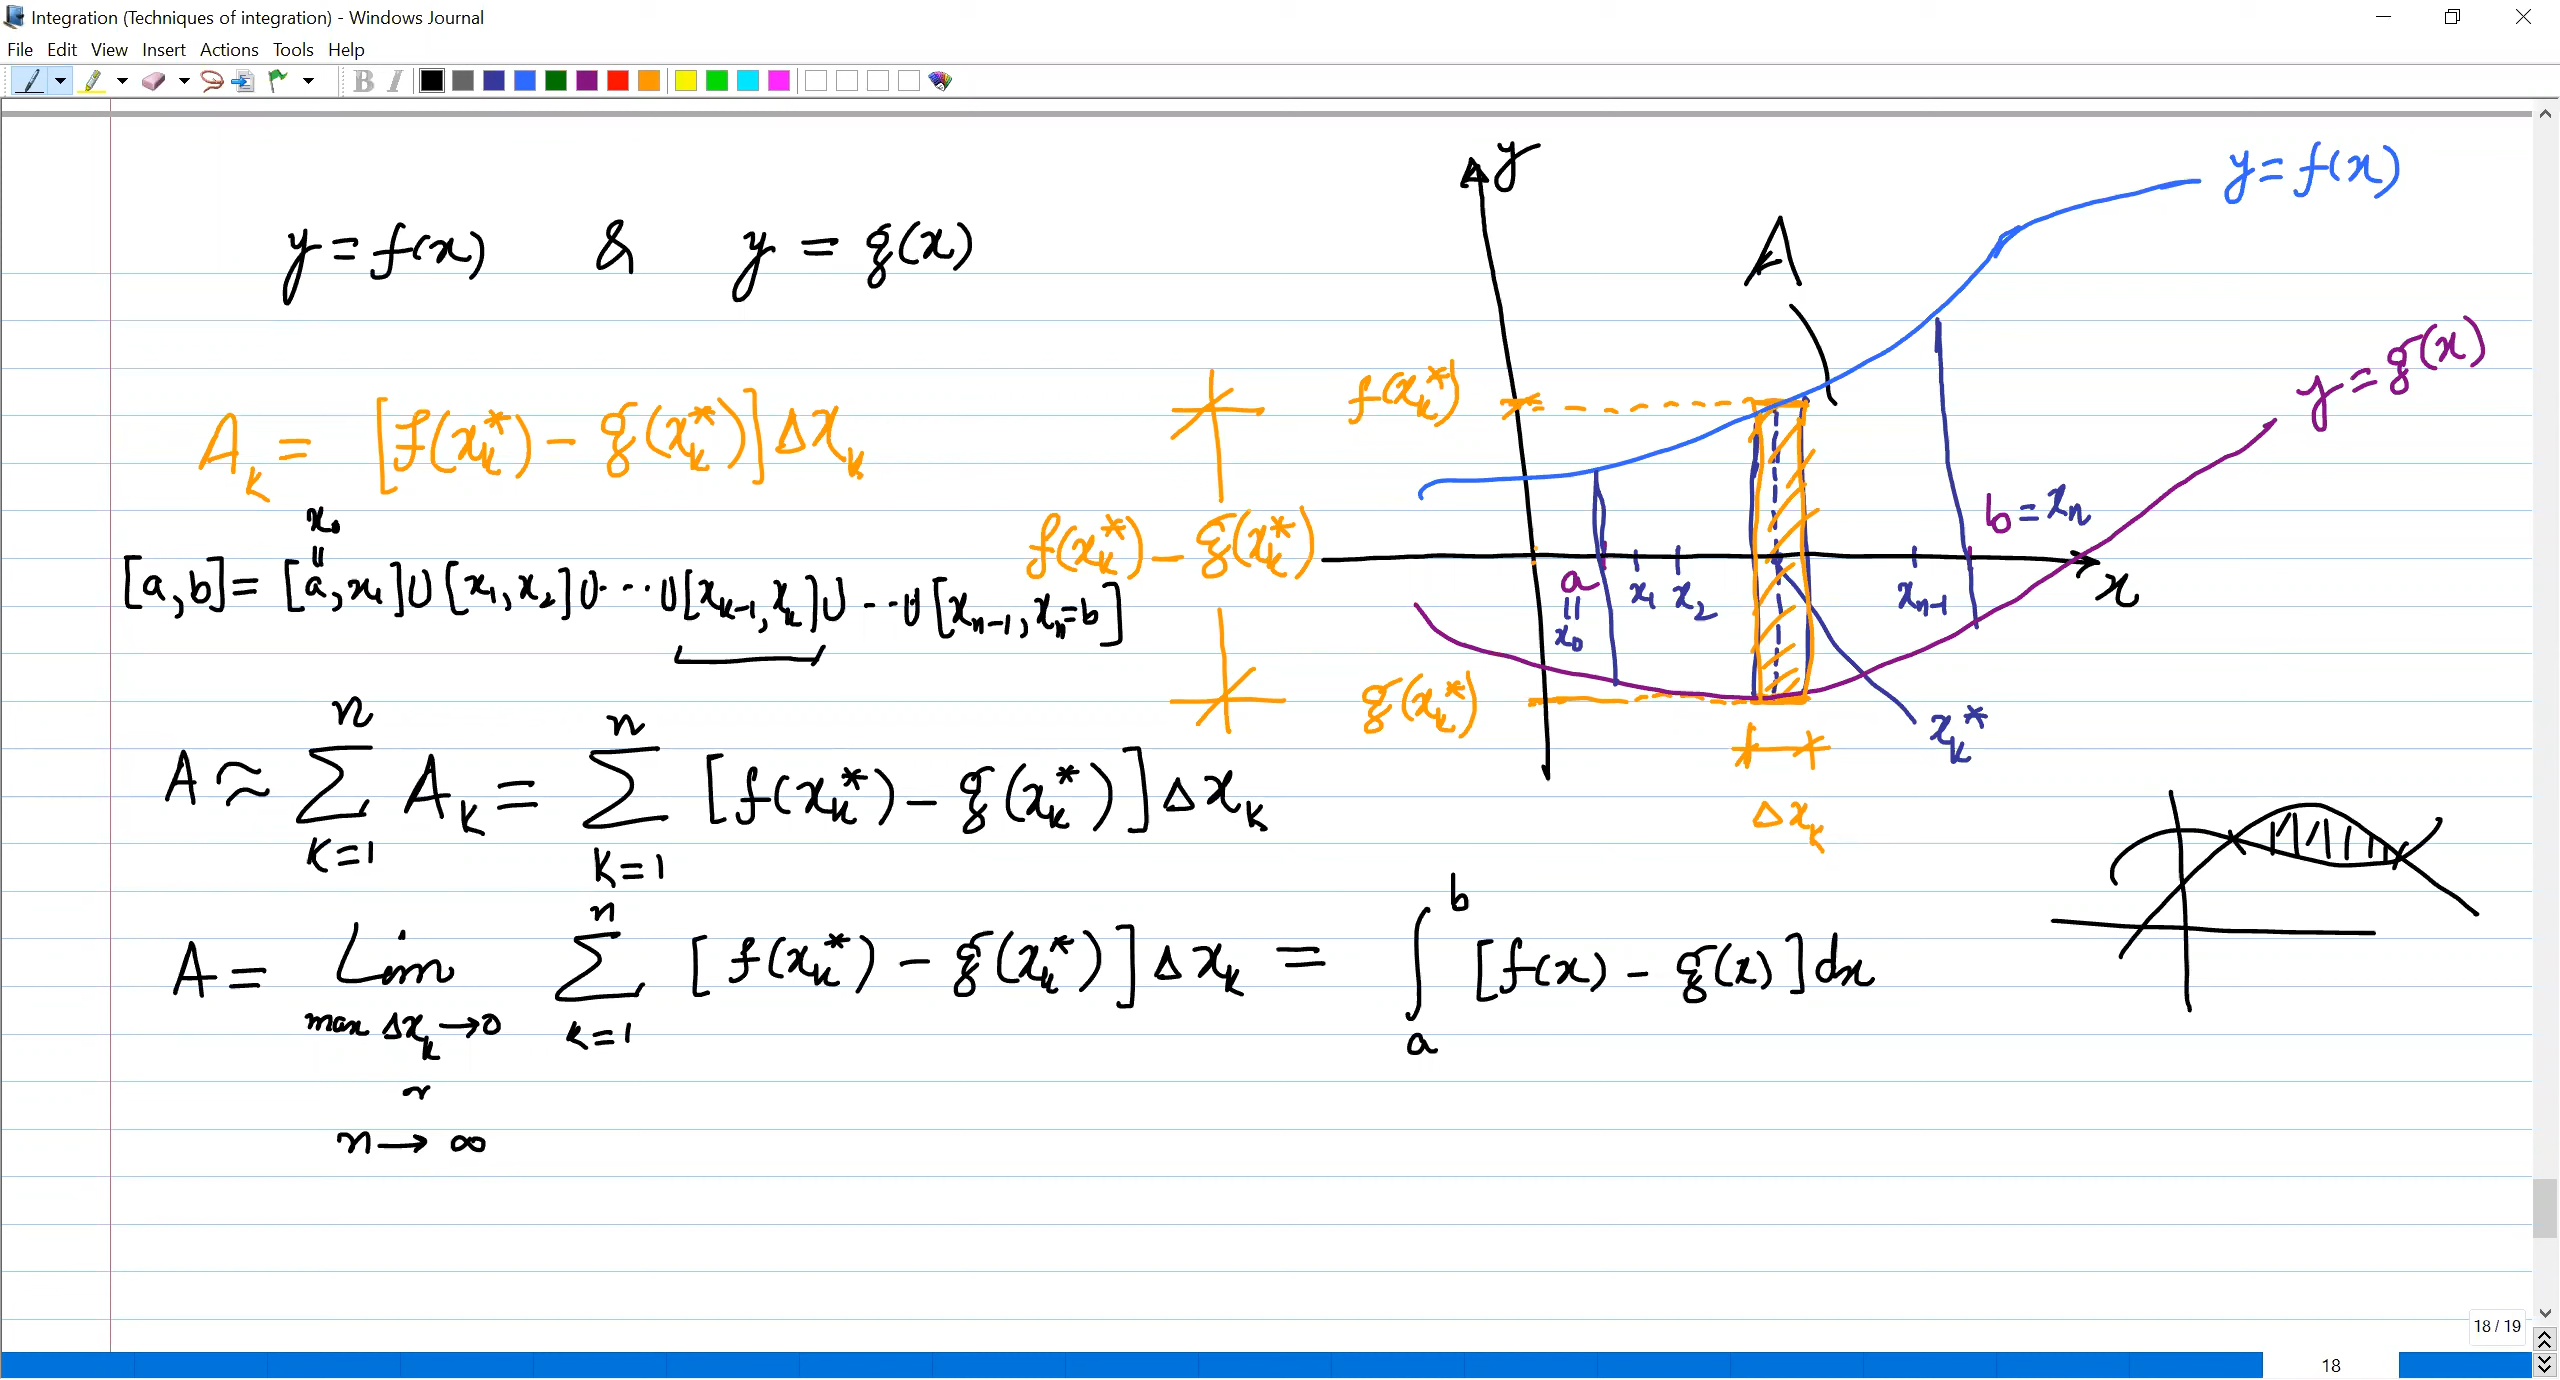 Integration (Techniques of integration) - Windows Journal
File Edit View Insert Actions Tools Help
B I
y = f(x) & y = g(x)
A_k = [f(x_k^*) - g(x_k^*)] Δx_k
x_0
||
[a,b] = [a,x_1] U [x_1,x_2] U ... U [x_{k-1},x_k] U ... U [x_{n-1},x_n=b]
A ≈ ∑_{k=1}^{n} A_k = ∑_{k=1}^{n} [f(x_k^*) - g(x_k^*)] Δx_k
A = Lim_{max Δx_k → 0} ∑_{k=1}^{n} [f(x_k^*) - g(x_k^*)] Δx_k = ∫_a^b [f(x) - g(x)] dx
~
n → ∞
y
A
y = f(x)
y = g(x)
f(x_k^*)
f(x_k^*) - g(x_k^*)
g(x_k^*)
a
||
x_0
x_1 x_2
x_{n-1}
b = x_n
x
x_k^*
Δx_k
18 / 19
18